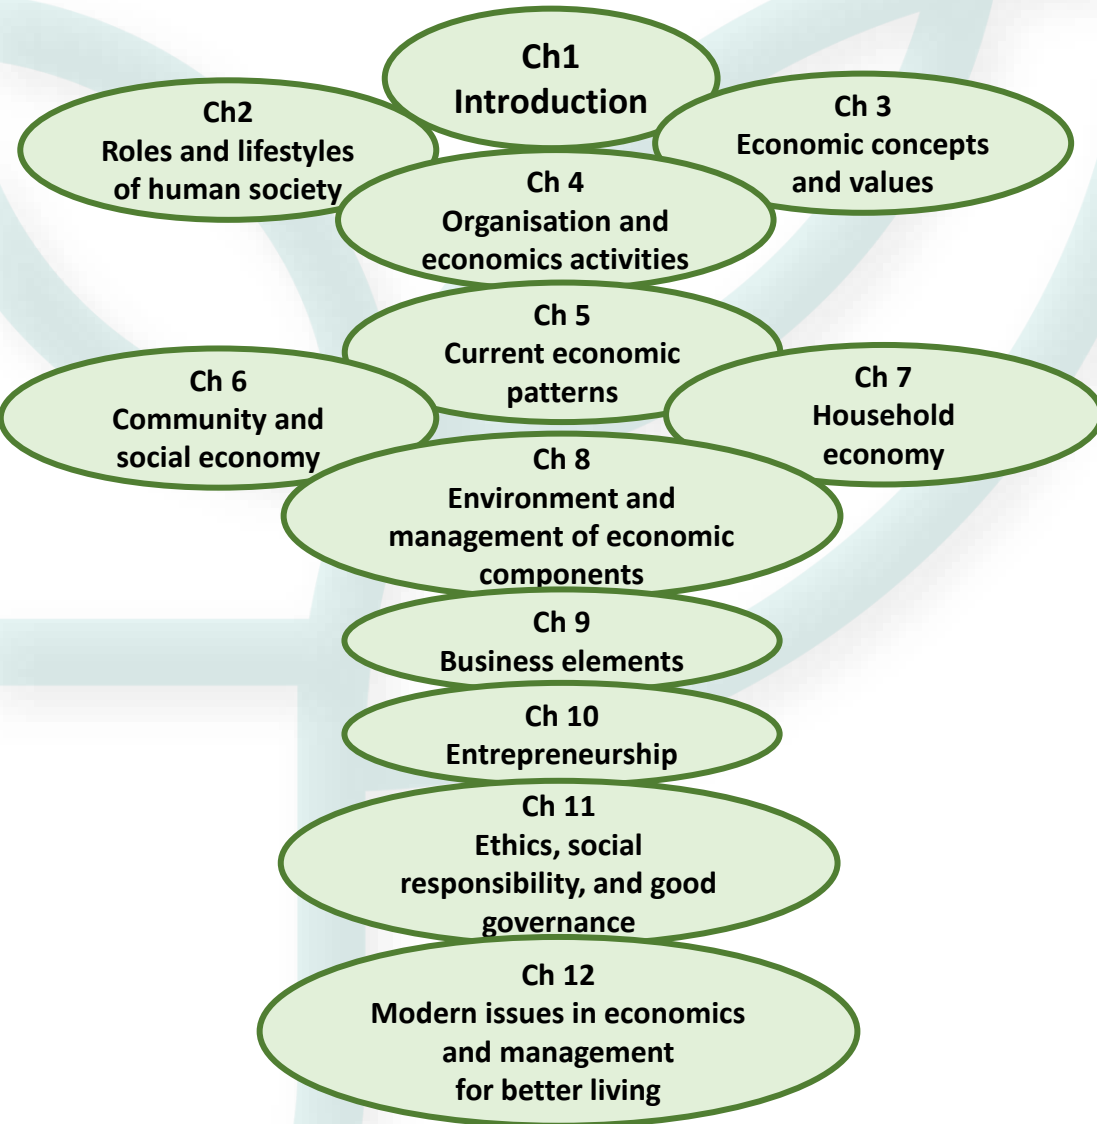 Ch1
Introduction
Ch2
Roles and lifestyles
of human society
Ch 3
Economic concepts
and values
Ch 4
Organisation and
economics activities
Ch 5
Current economic
patterns
Ch 6
Community and
social economy
Ch 7
Household
economy
Ch 8
Environment and
management of economic
components
Ch 9
Business elements
Ch 10
Entrepreneurship
Ch 11
Ethics, social
responsibility, and good
governance
Ch 12
Modern issues in economics
and management
for better living